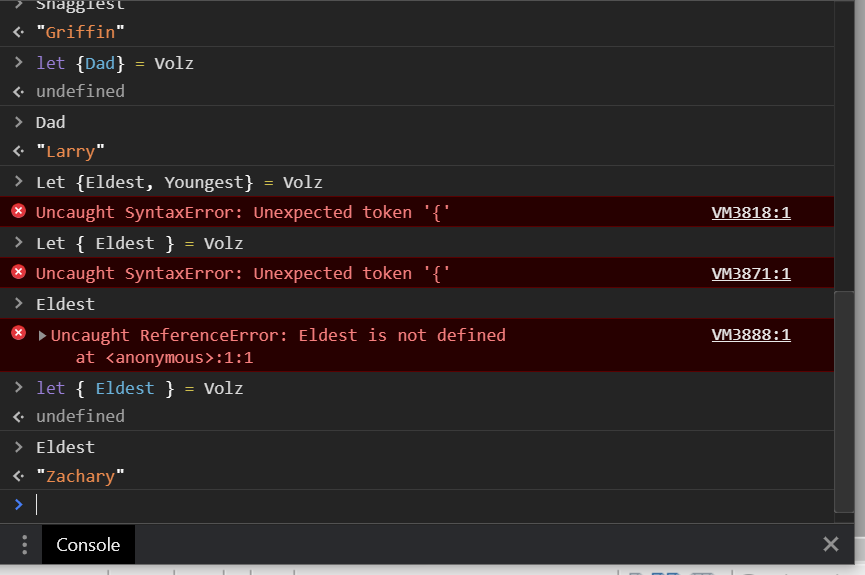 Shaggiest
"Griffin"
let {Dad} = Volz
undefined
Dad
"Larry"
Let {Eldest, Youngest} = Volz
Uncaught SyntaxError: Unexpected token '{' VM3818:1
Let { Eldest } = Volz
Uncaught SyntaxError: Unexpected token '{' VM3871:1
Eldest
Uncaught ReferenceError: Eldest is not defined VM3888:1
at <anonymous>:1:1
let { Eldest } = Volz
undefined
Eldest
"Zachary"
Console